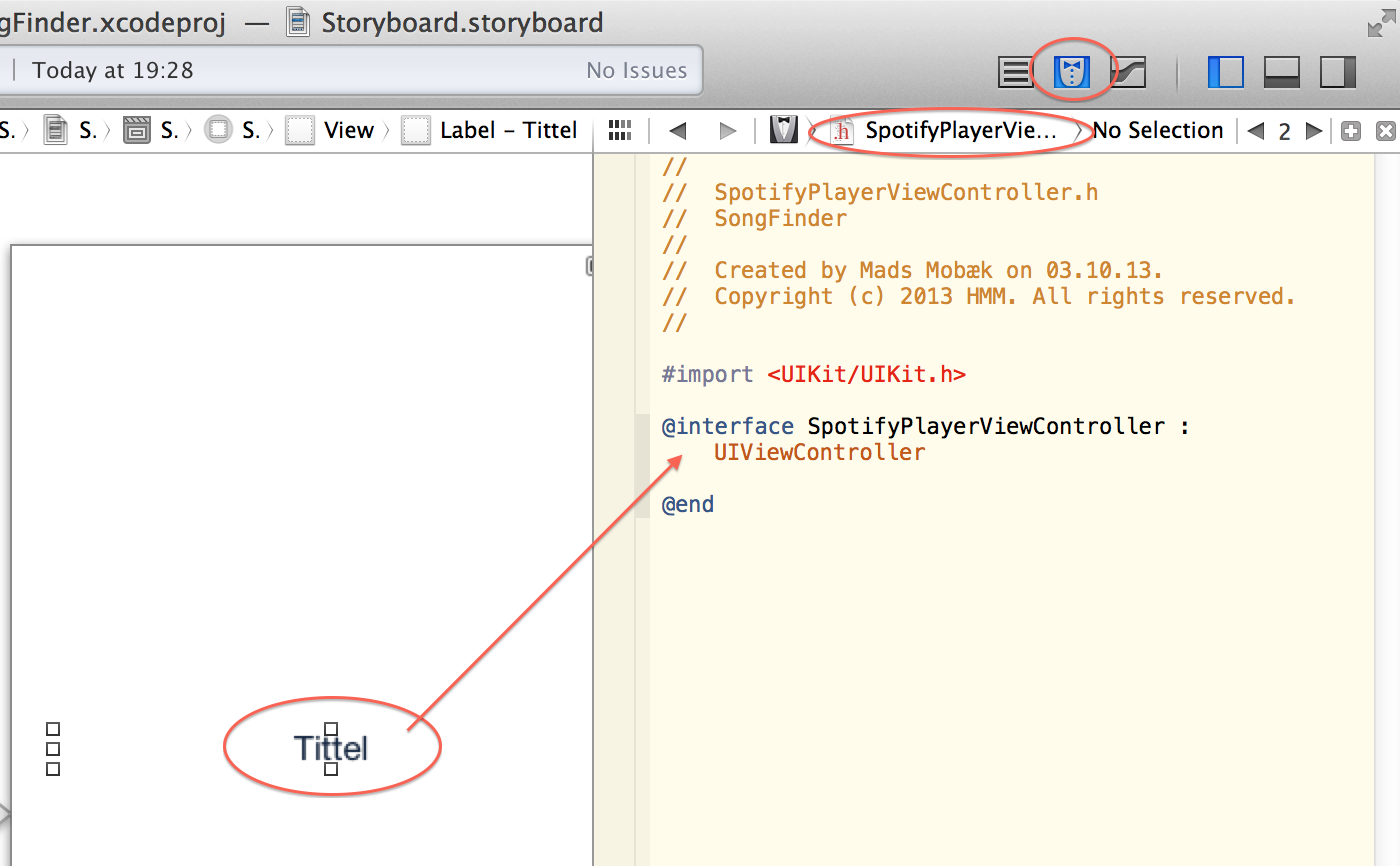 gFinder.xcodeproj — Storyboard.storyboard
Today at 19:28 No Issues
S. S. S. S. View Label – Tittel .h SpotifyPlayerVie... No Selection 2
//
// SpotifyPlayerViewController.h
// SongFinder
//
// Created by Mads Mobæk on 03.10.13.
// Copyright (c) 2013 HMM. All rights reserved.
//
#import <UIKit/UIKit.h>
@interface SpotifyPlayerViewController :
UIViewController
@end
Tittel